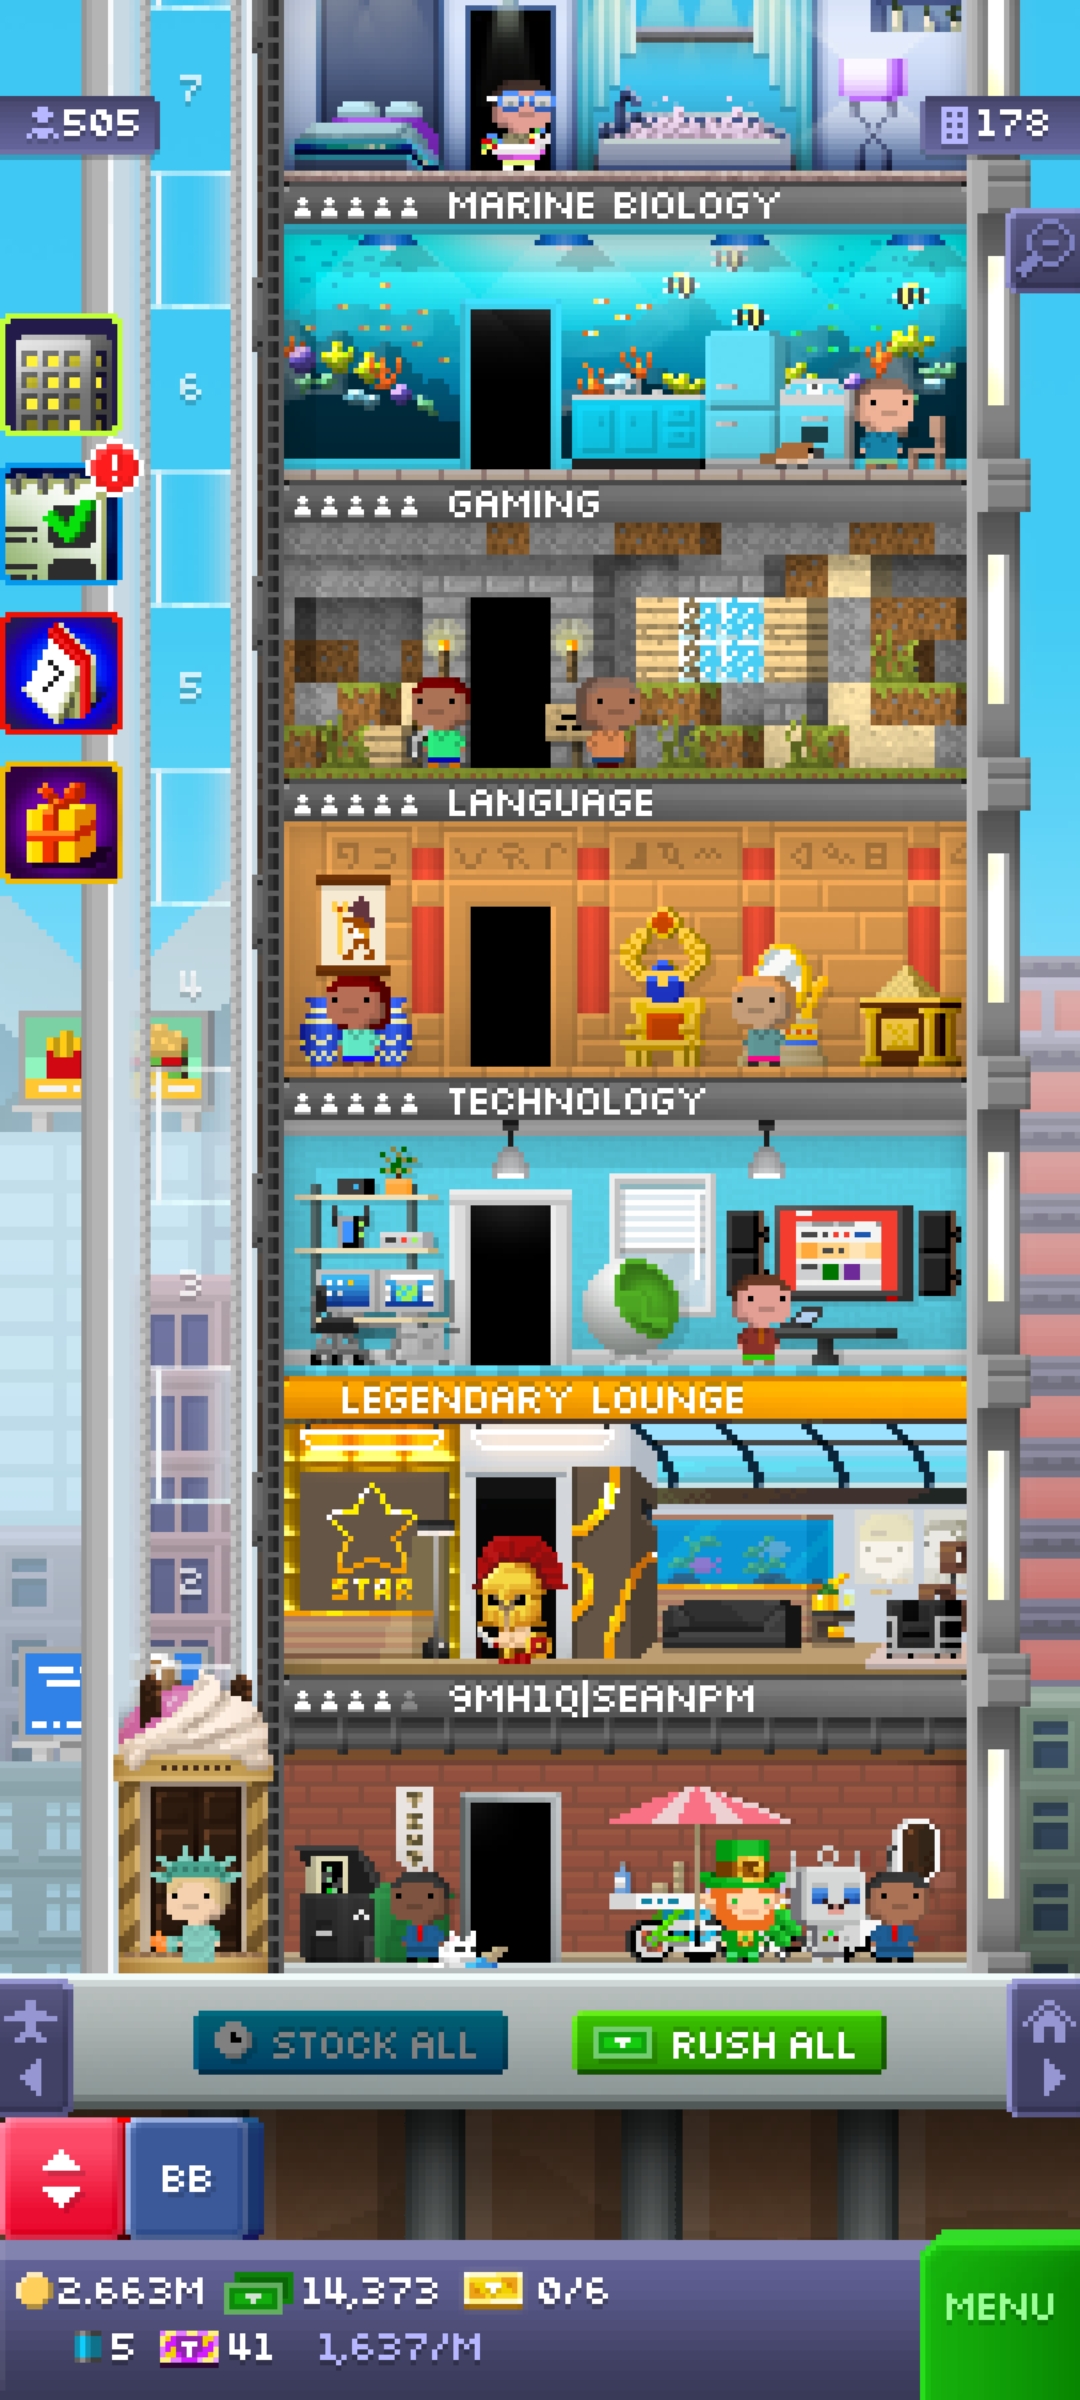 7
505
178
MARINE BIOLOGY
6
GAMING
5
LANGUAGE
4
TECHNOLOGY
3
LEGENDARY LOUNGE
STAR
2
9MH1Q|SEANPM
TINY
STOCK ALL
RUSH ALL
BB
2.663M 14,373 0/6
MENU
5 41 1,637/M